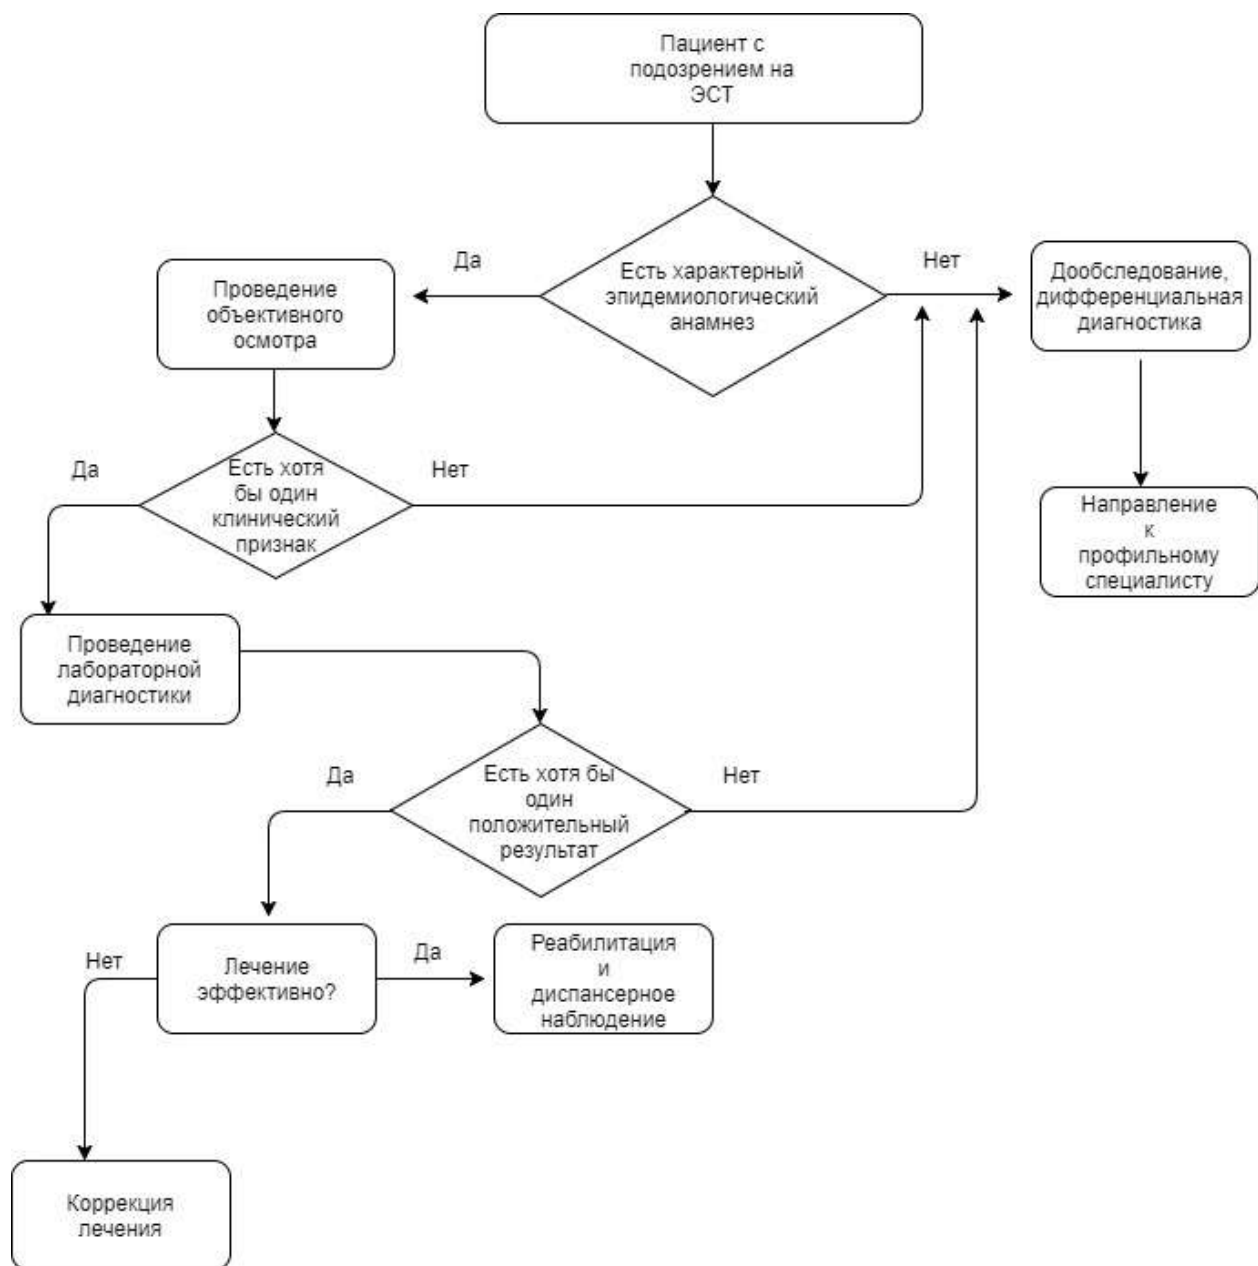 Пациент с
подозрением на
ЭСТ
Да
Есть характерный
эпидемиологический
анамнез
Нет
Дообследование,
дифференциальная
диагностика
Проведение
объективного
осмотра
Да
Есть хотя
бы один
клинический
признак
Нет
Направление
к
профильному
специалисту
Проведение
лабораторной
диагностики
Да
Есть хотя бы
один
положительный
результат
Нет
Нет
Лечение
эффективно?
Да
Реабилитация
и
диспансерное
наблюдение
Коррекция
лечения